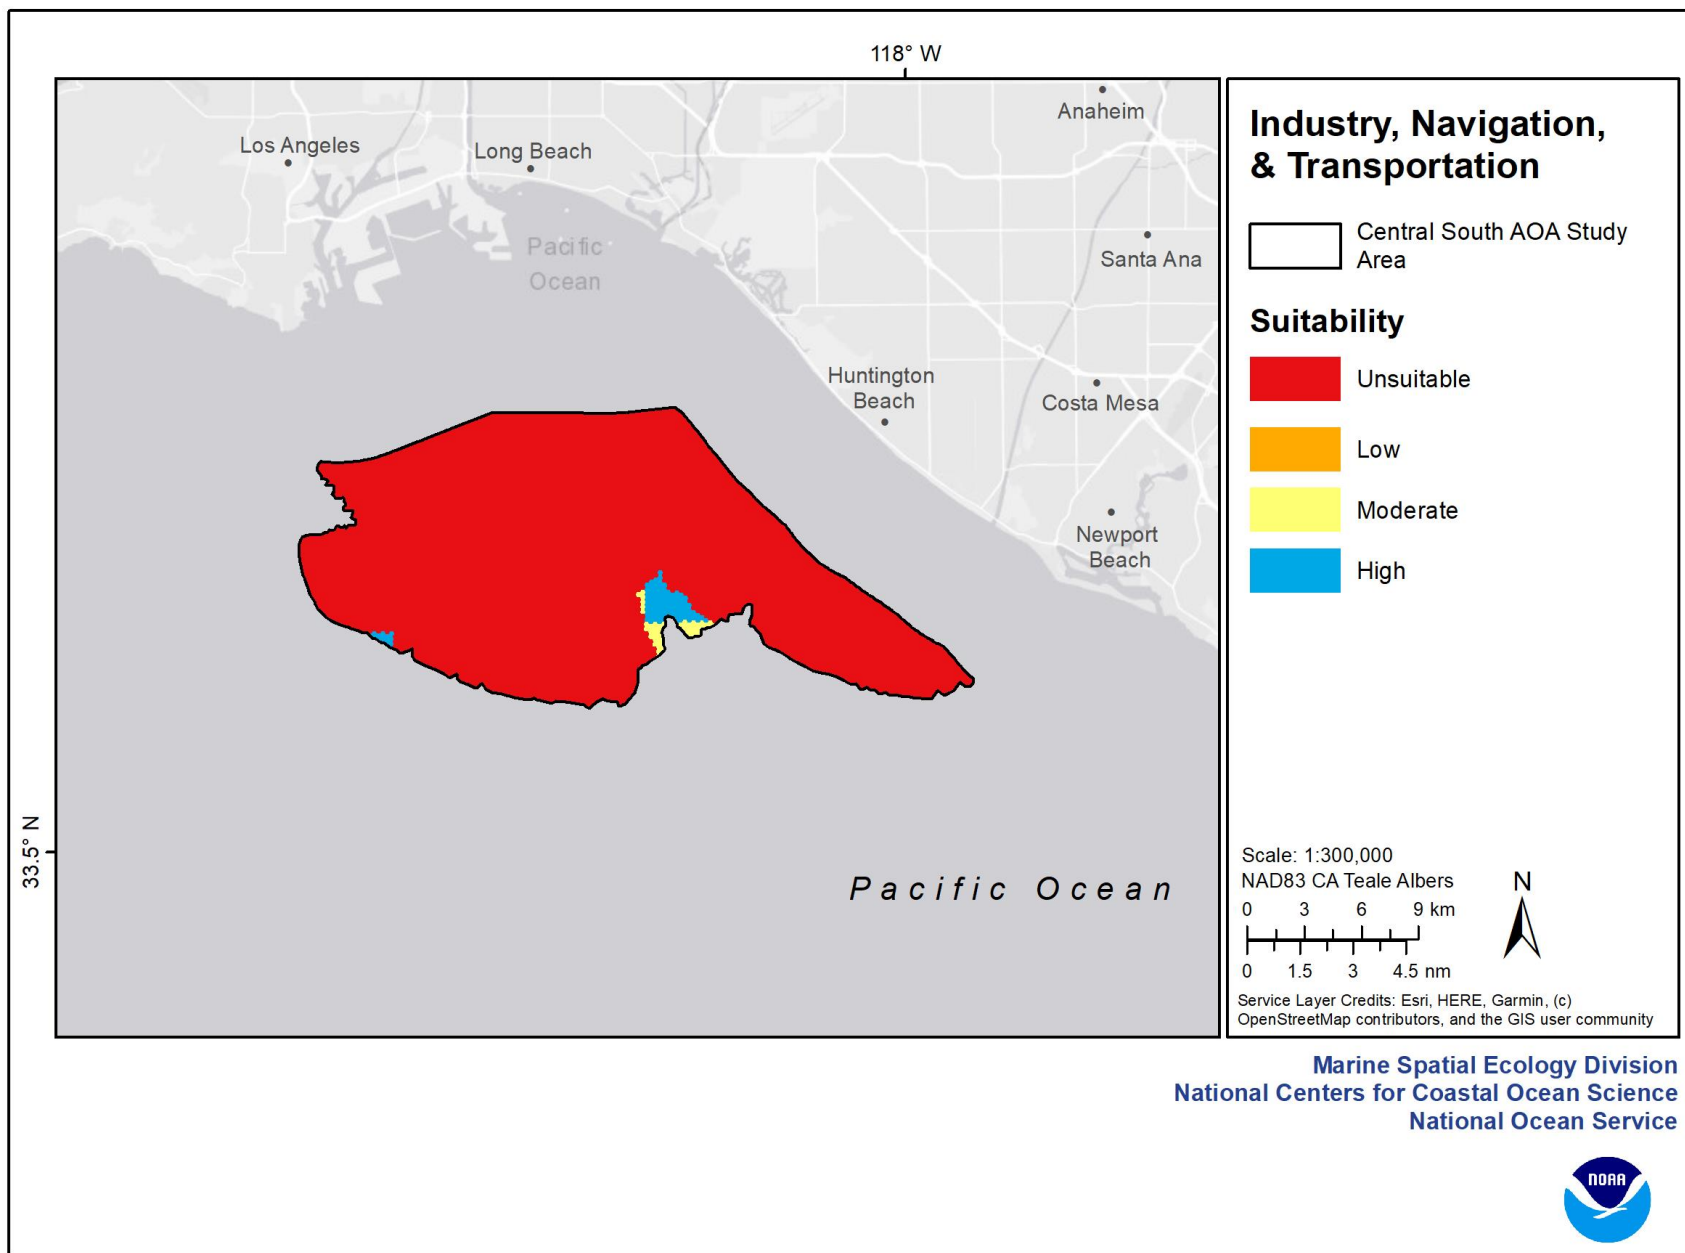 118° W
Anaheim
Los Angeles
Long Beach
Pacific
Ocean
Santa Ana
Huntington
Beach
Costa Mesa
Newport
Beach
33.5° N
Pacific Ocean
Industry, Navigation,
& Transportation
Central South AOA Study
Area
Suitability
Unsuitable
Low
Moderate
High
Scale: 1:300,000
NAD83 CA Teale Albers
N
0 3 6 9 km
0 1.5 3 4.5 nm
Service Layer Credits: Esri, HERE, Garmin, (c)
OpenStreetMap contributors, and the GIS user community
Marine Spatial Ecology Division
National Centers for Coastal Ocean Science
National Ocean Service
NOAA